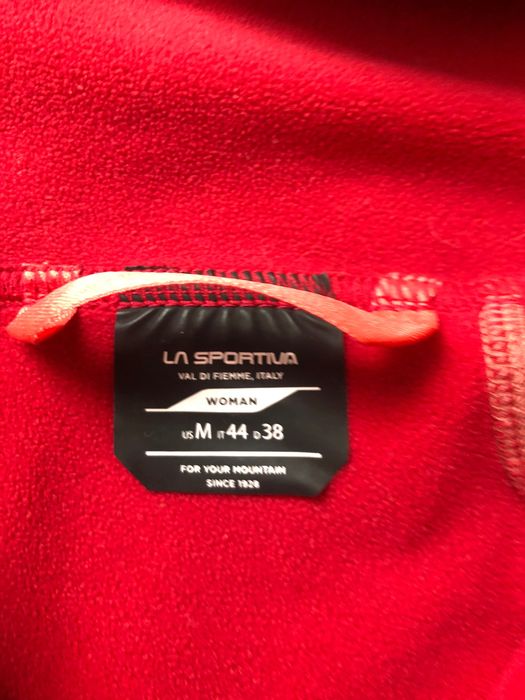 LA SPORTIVA
VAL DI FIEMME, ITALY
WOMAN
US M IT 44 D 38
FOR YOUR MOUNTAIN
SINCE 1928